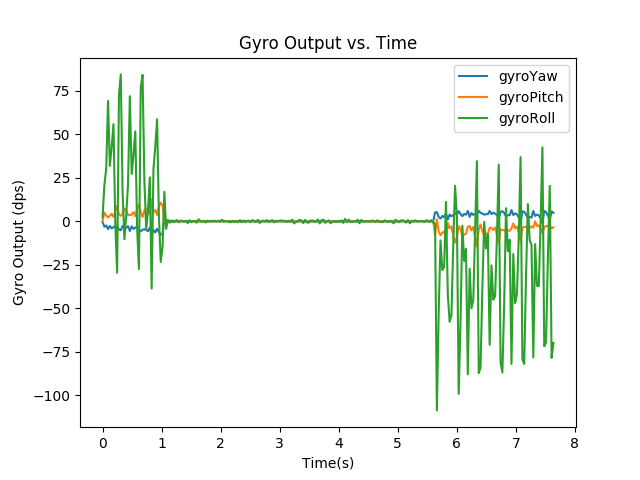 Gyro Output vs. Time
gyroYaw
gyroPitch
gyroRoll
Gyro Output (dps)
75
50
25
0
−25
−50
−75
−100
0 1 2 3 4 5 6 7 8
Time(s)